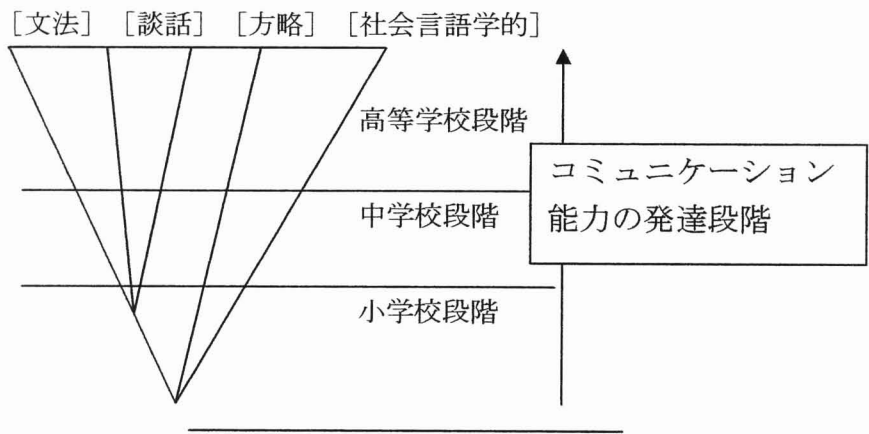 ［文法］［談話］［方略］［社会言語学的］
高等学校段階
コミュニケーション
能力の発達段階
中学校段階
小学校段階